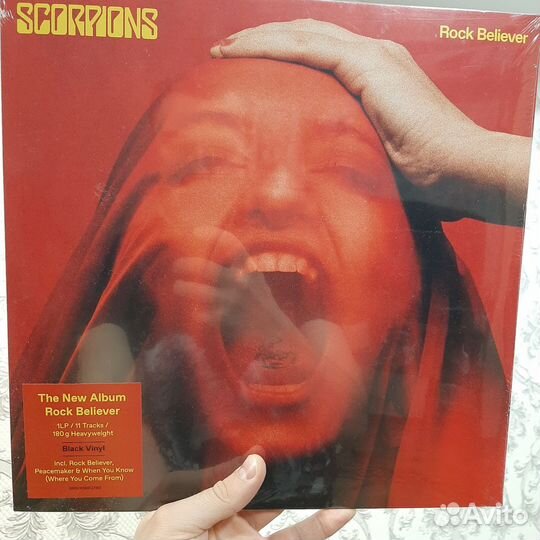 SCORPIONS
Rock Believer
The New Album
Rock Believer
1LP / 11 Tracks /
180g Heavyweight
Black Vinyl
Incl. Rock Believer,
Peacemaker & When You Know
(Where You Come From)
Avito